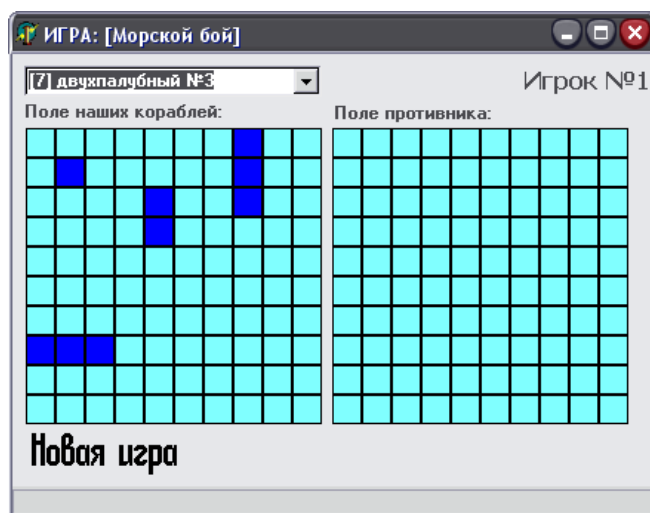 ИГРА: [Морской бой]
[7] двухпалубный №3
Игрок №1
Поле наших кораблей:
Поле противника:
Новая игра